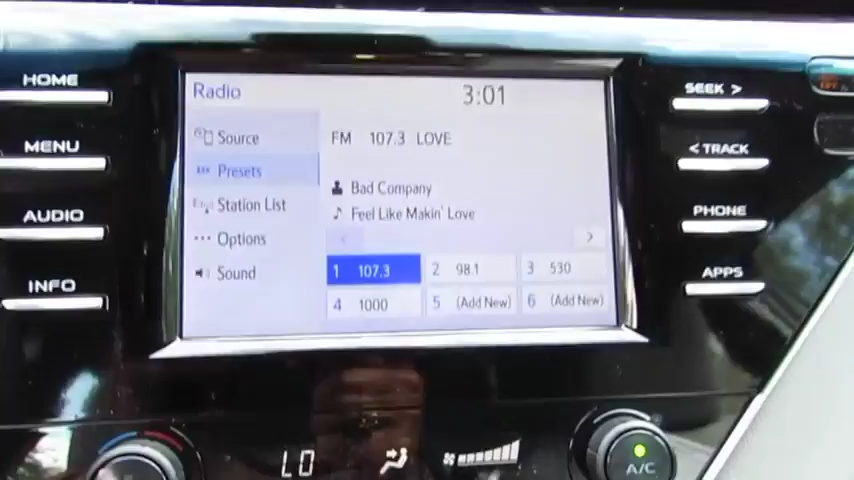 HOME
MENU
AUDIO
INFO
Radio
3:01
Source
Presets
Station List
Options
Sound
FM 107.3 LOVE
Bad Company
Feel Like Makin' Love
<
>
1 107.3
2 98.1
3 530
4 1000
5 (Add New)
6 (Add New)
SEEK >
< TRACK
PHONE
APPS
LO
A/C